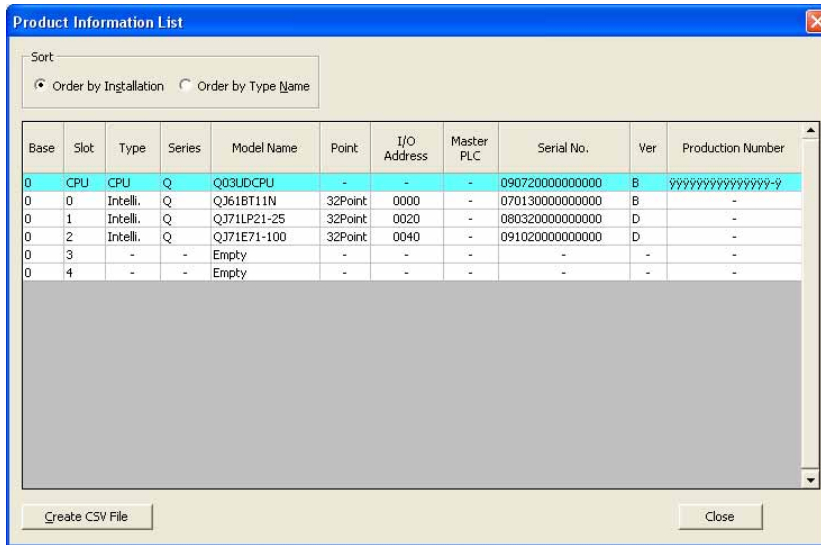 Product Information List
Sort
Order by Installation Order by Type Name
Base Slot Type Series Model Name Point I/O Address Master PLC Serial No. Ver Production Number
0 CPU CPU Q Q03UDCPU - - - 090720000000000 B ÿÿÿÿÿÿÿÿÿÿÿÿÿÿÿ-ÿ
0 0 Intelli. Q QJ61BT11N 32Point 0000 - 070130000000000 B -
0 1 Intelli. Q QJ71LP21-25 32Point 0020 - 080320000000000 D -
0 2 Intelli. Q QJ71E71-100 32Point 0040 - 091020000000000 D -
0 3 - - Empty - - - - - -
0 4 - - Empty - - - - - -
Create CSV File Close